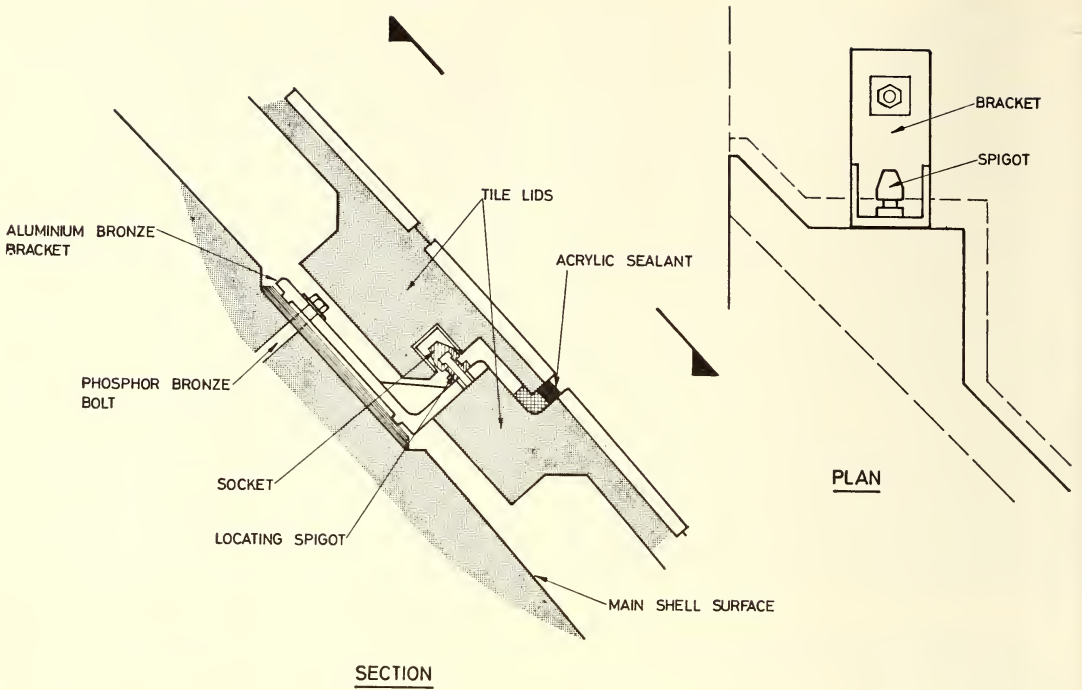 BRACKET
SPIGOT
TILE LIDS
ALUMINIUM BRONZE
BRACKET
ACRYLIC SEALANT
PHOSPHOR BRONZE
BOLT
SOCKET
PLAN
LOCATING SPIGOT
MAIN SHELL SURFACE
SECTION